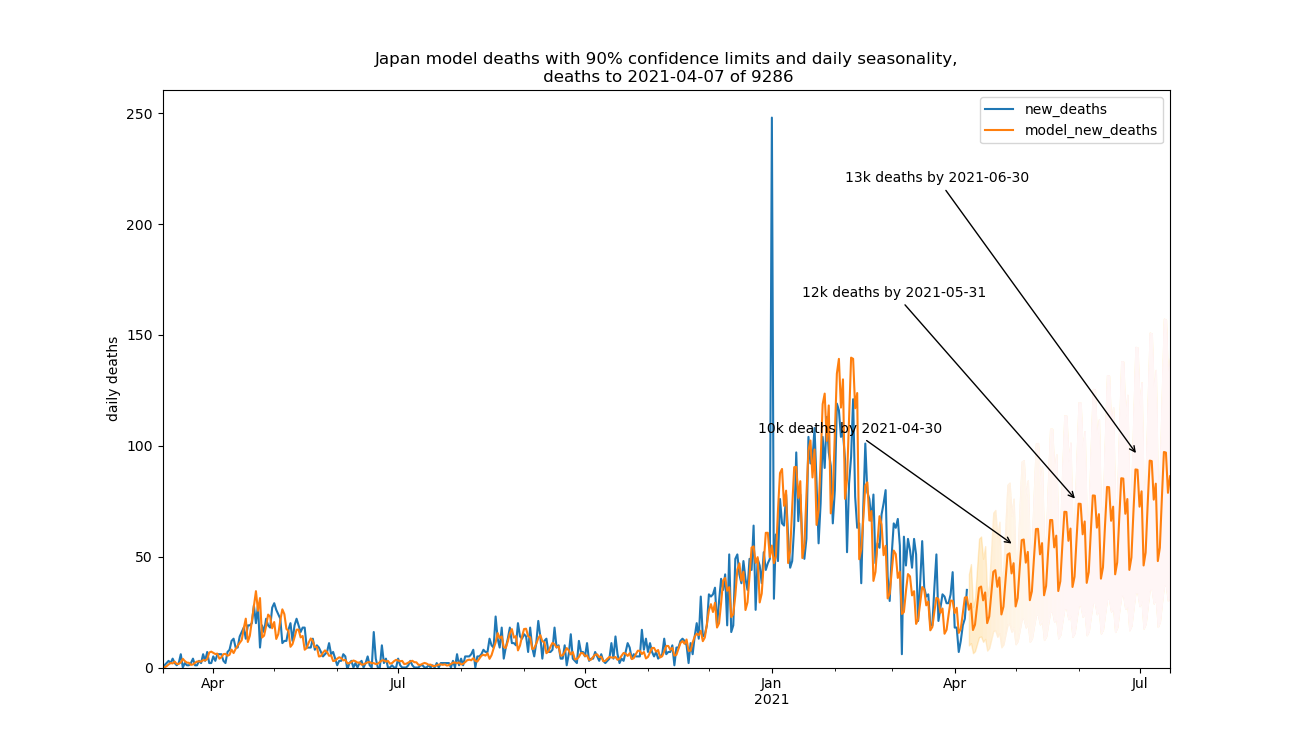 Japan model deaths with 90% confidence limits and daily seasonality,
deaths to 2021-04-07 of 9286
250
200
150
100
50
0
daily deaths
new_deaths
model_new_deaths
13k deaths by 2021-06-30
12k deaths by 2021-05-31
10k deaths by 2021-04-30
Apr
Jul
Oct
Jan
2021
Apr
Jul